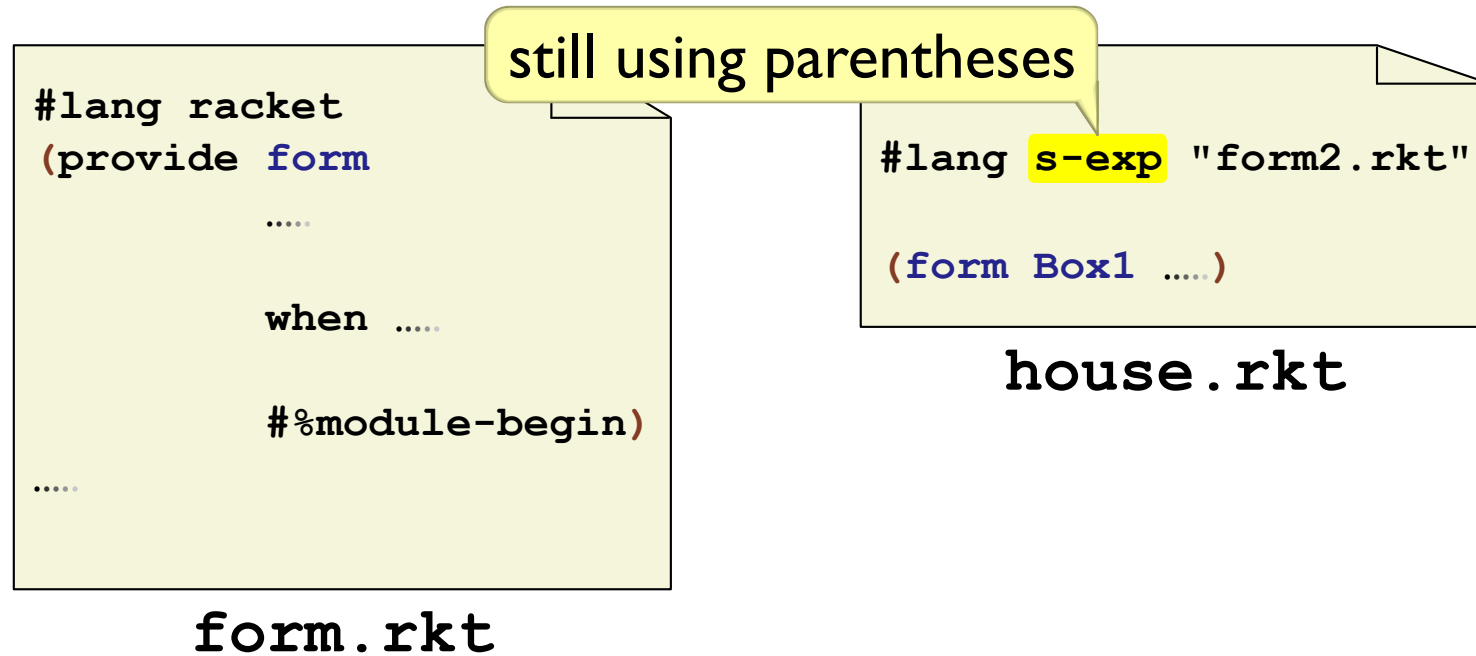 still using parentheses
#lang racket
(provide form
.....
when .....
#%module-begin)
.....
form.rkt
#lang s-exp "form2.rkt"
(form Box1 .....)
house.rkt